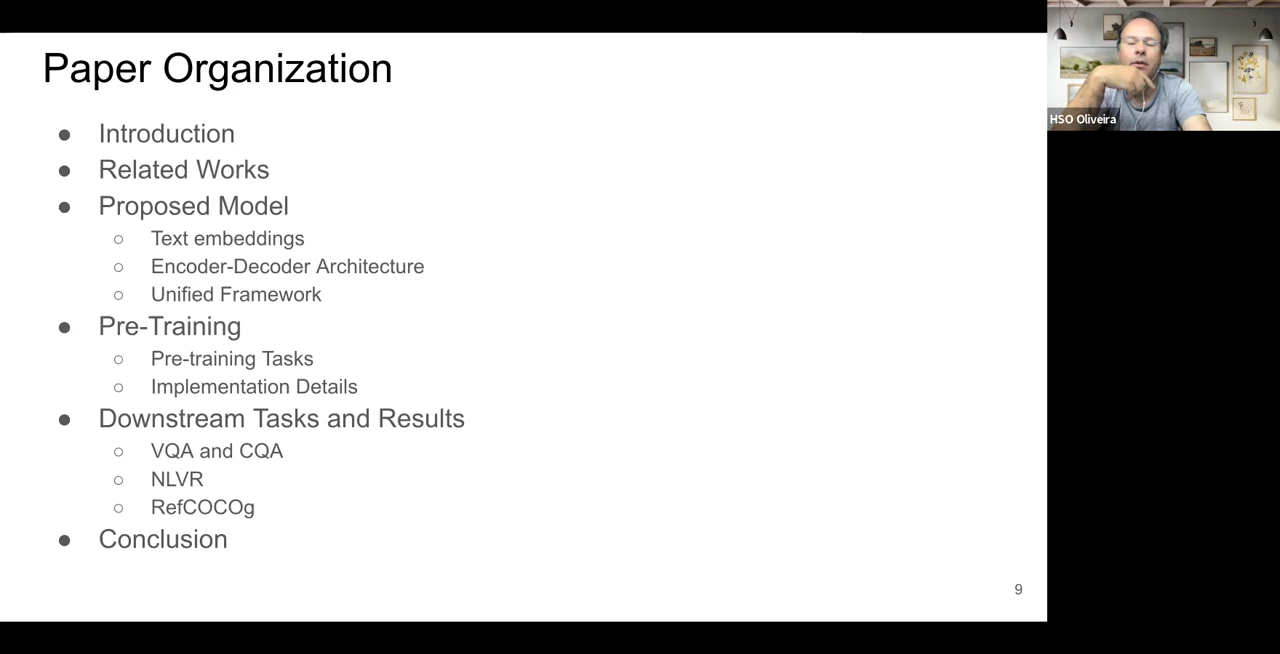 Paper Organization
● Introduction
● Related Works
● Proposed Model
○ Text embeddings
○ Encoder-Decoder Architecture
○ Unified Framework
● Pre-Training
○ Pre-training Tasks
○ Implementation Details
● Downstream Tasks and Results
○ VQA and CQA
○ NLVR
○ RefCOCOg
● Conclusion
9
HSO Oliveira